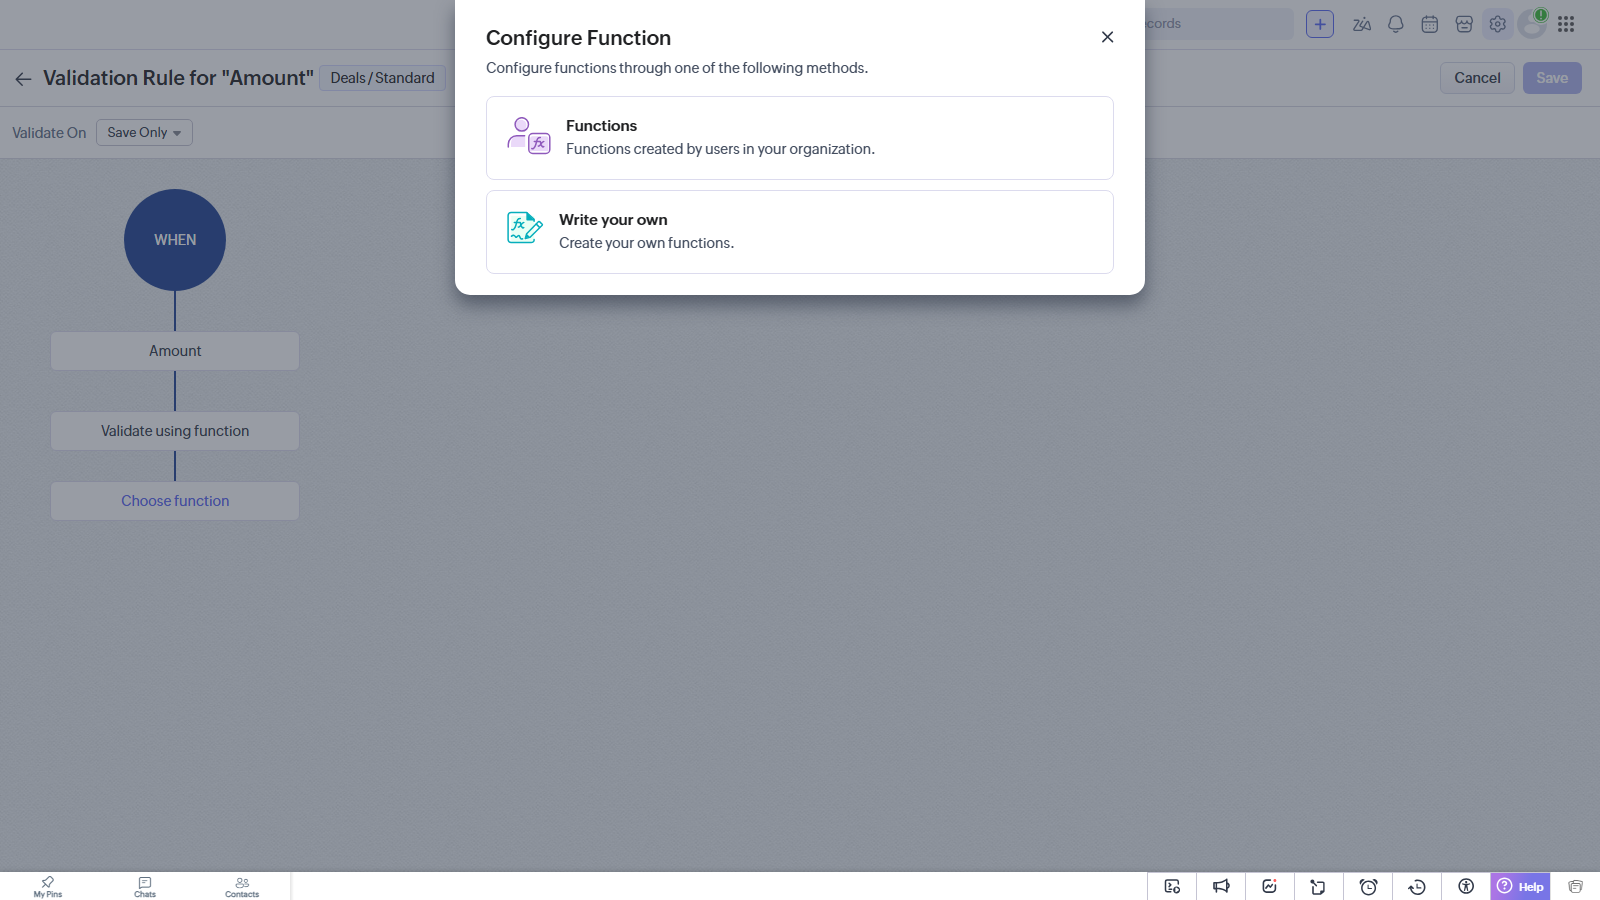 Configure Function
Configure functions through one of the following methods.
Functions
Functions created by users in your organization.
Write your own
Create your own functions.
Validation Rule for "Amount"
Deals / Standard
Cancel
Save
Validate On
Save Only
WHEN
Amount
Validate using function
Choose function
My Pins
Chats
Contacts
Help